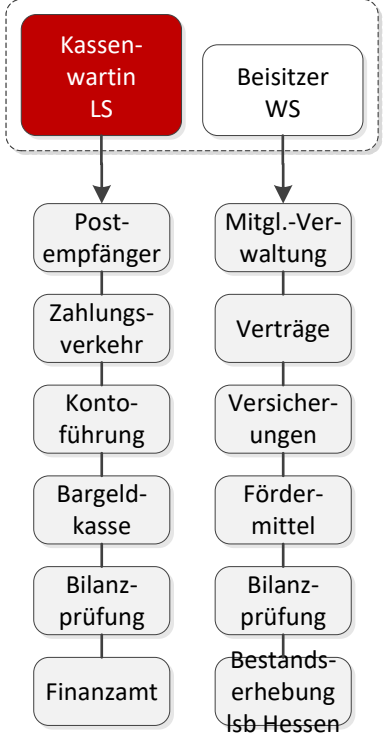 Kassen-
wartin
LS
Beisitzer
WS
Post-
empfänger
Mitgl.-Ver-
waltung
Zahlungs-
verkehr
Verträge
Konto-
führung
Versicher-
ungen
Bargeld-
kasse
Förder-
mittel
Bilanz-
prüfung
Bilanz-
prüfung
Finanzamt
Bestands-
erhebung
lsb Hessen